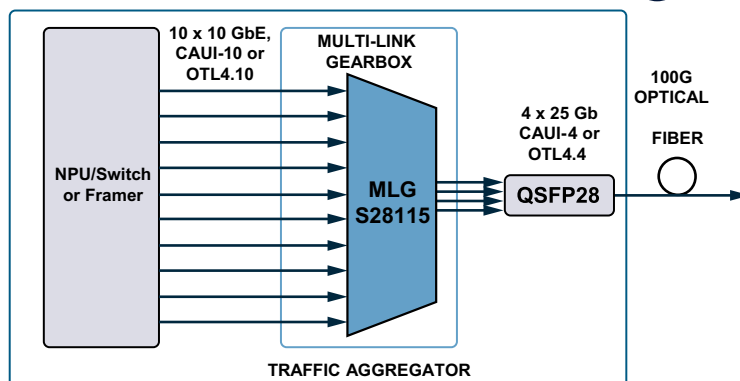 10 x 10 GbE,
CAUI-10 or
OTL4.10
MULTI-LINK
GEARBOX
NPU/Switch
or Framer
MLG
S28115
4 x 25 Gb
CAUI-4 or
OTL4.4
QSFP28
100G
OPTICAL
FIBER
TRAFFIC AGGREGATOR